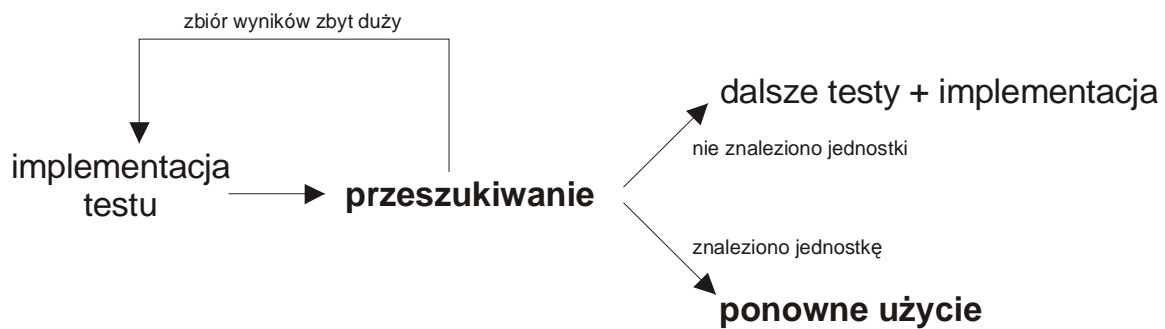 zbiór wyników zbyt duży
implementacja
testu
przeszukiwanie
dalsze testy + implementacja
nie znaleziono jednostki
znaleziono jednostkę
ponowne użycie